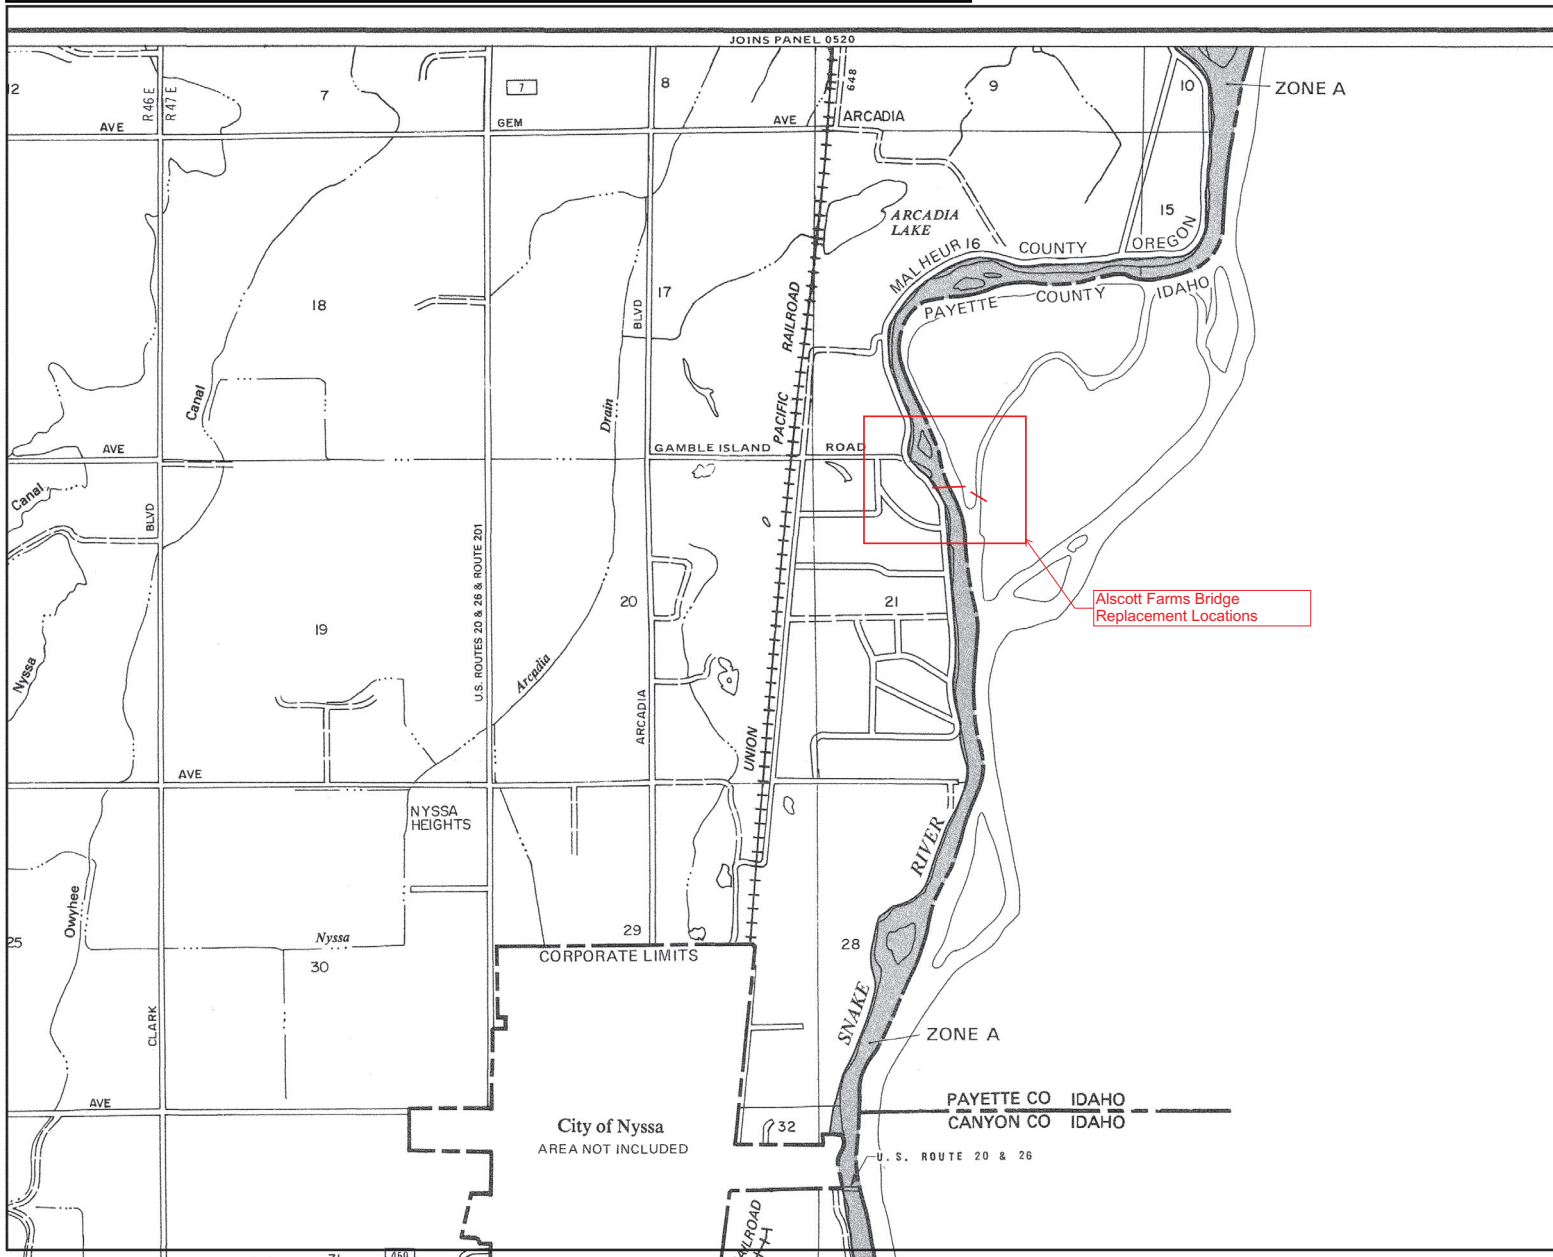 JOINS PANEL 0520
12
R 46 E
R 47 E
7
7
8
648
9
10
ZONE A
AVE
GEM
AVE
ARCADIA
15
ARCADIA
LAKE
MALHEUR 16
COUNTY
OREGON
PAYETTE
COUNTY
IDAHO
18
BLVD
17
RAILROAD
Canal
Drain
PACIFIC
AVE
GAMBLE ISLAND
ROAD
Canal
BLVD
U.S. ROUTES 20 & 26 & ROUTE 201
Alscott Farms Bridge
Replacement Locations
19
20
21
Nyssa
Arcadia
ARCADIA
UNION
AVE
NYSSA
HEIGHTS
RIVER
Owyhee
25
Nyssa
30
29
28
CORPORATE LIMITS
CLARK
SNAKE
ZONE A
AVE
PAYETTE CO IDAHO
CANYON CO IDAHO
City of Nyssa
AREA NOT INCLUDED
32
U.S. ROUTE 20 & 26